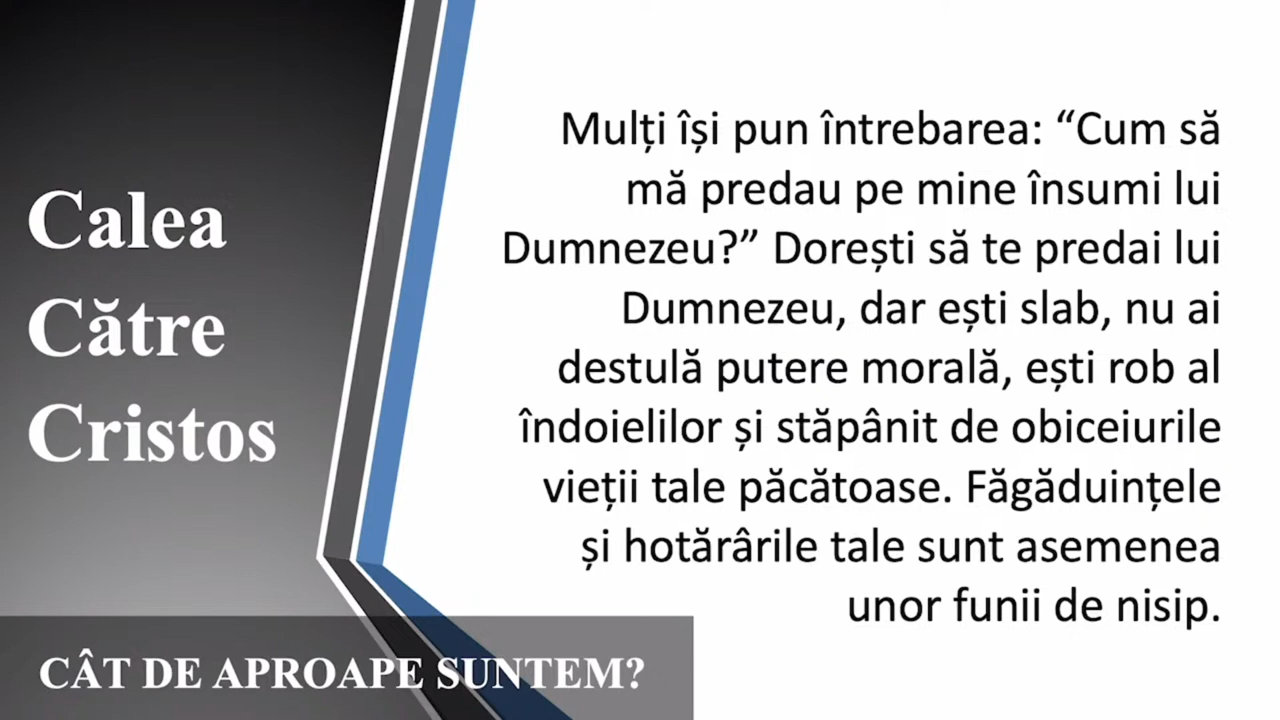 Calea
Către
Cristos
Mulți își pun întrebarea: “Cum să
mă predau pe mine însumi lui
Dumnezeu?” Dorești să te predai lui
Dumnezeu, dar ești slab, nu ai
destulă putere morală, ești rob al
îndoielilor și stăpânit de obiceiurile
vieții tale păcătoase. Făgăduințele
și hotărârile tale sunt asemenea
unor funii de nisip.
CÂT DE APROAPE SUNTEM?